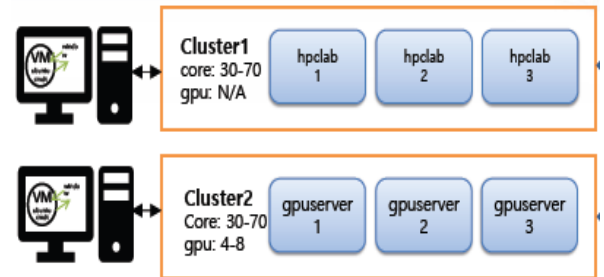 VM
Cluster1
core: 30-70
gpu: N/A
hpclab
1
hpclab
2
hpclab
3
VM
Cluster2
Core: 30-70
gpu: 4-8
gpuserver
1
gpuserver
2
gpuserver
3